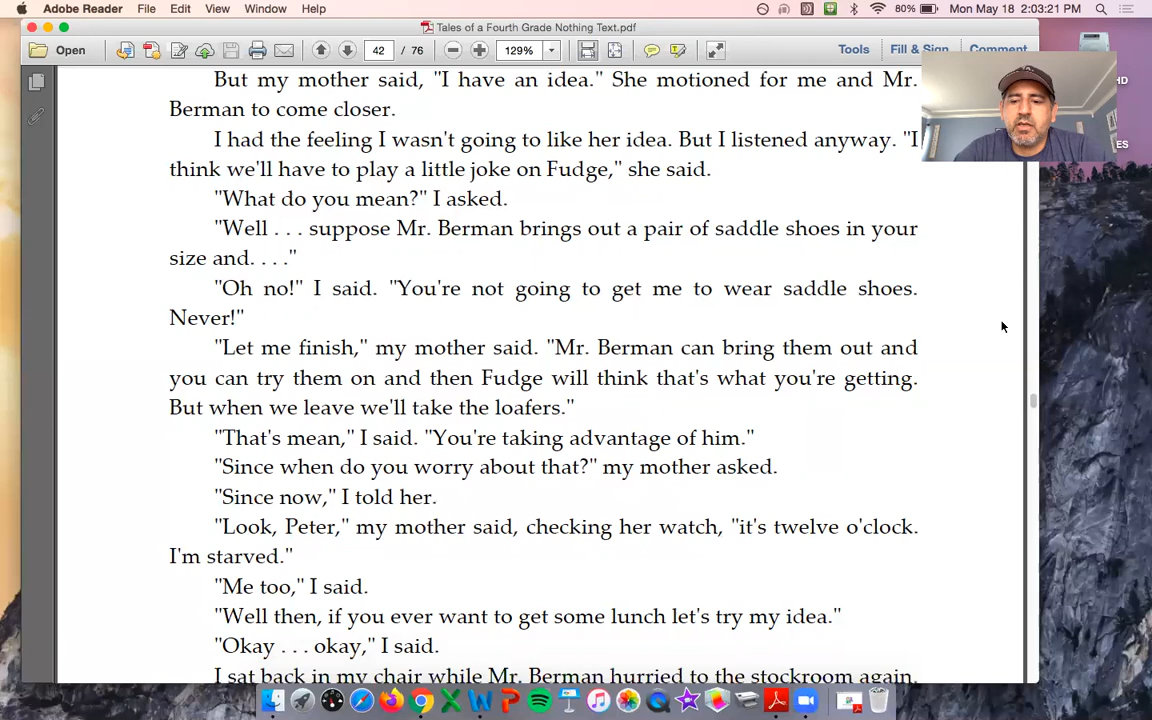 Adobe Reader File Edit View Window Help 80% Mon May 18 2:03:21 PM
Tales of a Fourth Grade Nothing Text.pdf
Open 42 / 76 129% Tools Fill & Sign Comment
But my mother said, "I have an idea." She motioned for me and Mr.
Berman to come closer.
I had the feeling I wasn't going to like her idea. But I listened anyway. "I
think we'll have to play a little joke on Fudge," she said.
"What do you mean?" I asked.
"Well . . . suppose Mr. Berman brings out a pair of saddle shoes in your
size and. . . ."
"Oh no!" I said. "You're not going to get me to wear saddle shoes.
Never!"
"Let me finish," my mother said. "Mr. Berman can bring them out and
you can try them on and then Fudge will think that's what you're getting.
But when we leave we'll take the loafers."
"That's mean," I said. "You're taking advantage of him."
"Since when do you worry about that?" my mother asked.
"Since now," I told her.
"Look, Peter," my mother said, checking her watch, "it's twelve o'clock.
I'm starved."
"Me too," I said.
"Well then, if you ever want to get some lunch let's try my idea."
"Okay . . . okay," I said.
I sat back in my chair while Mr. Berman hurried to the stockroom again.
HD
ES